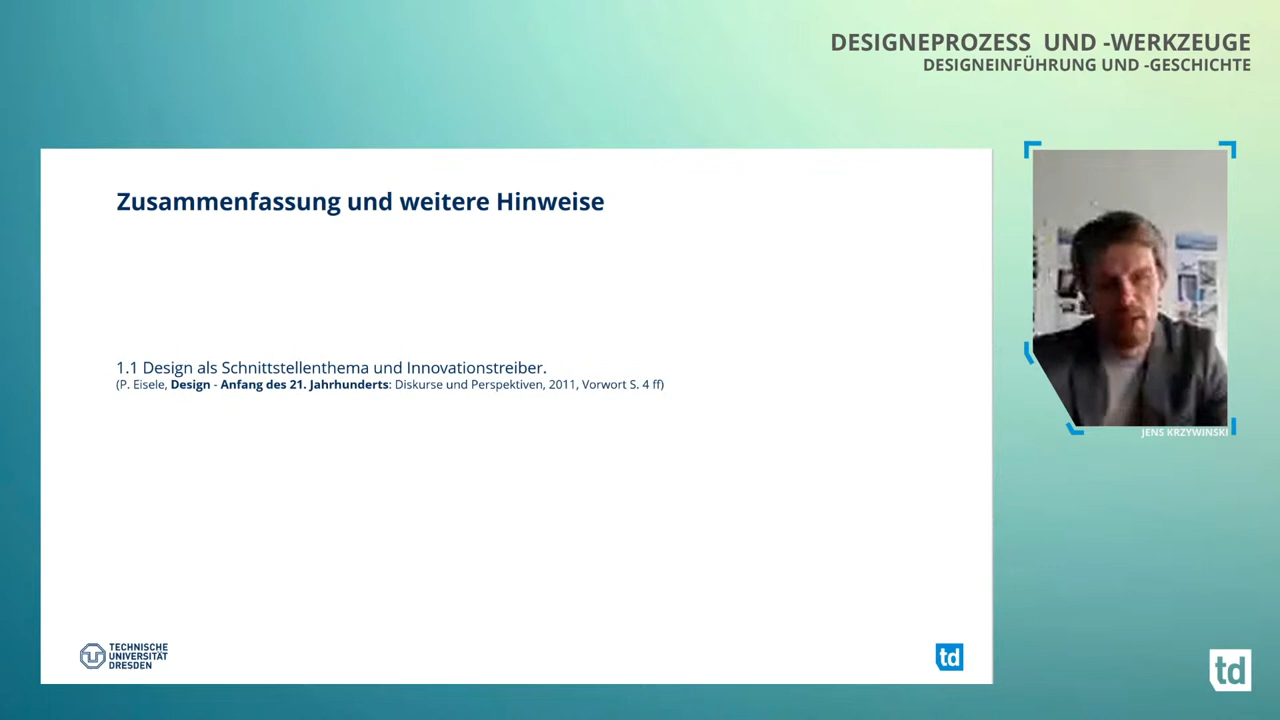 DESIGNEPROZESS UND -WERKZEUGE
DESIGNEINFÜHRUNG UND -GESCHICHTE
Zusammenfassung und weitere Hinweise
1.1 Design als Schnittstellenthema und Innovationstreiber.
(P. Eisele, Design - Anfang des 21. Jahrhunderts: Diskurse und Perspektiven, 2011, Vorwort S. 4 ff)
JENS KRZYWINSKI
TECHNISCHE
UNIVERSITÄT
DRESDEN
td
td